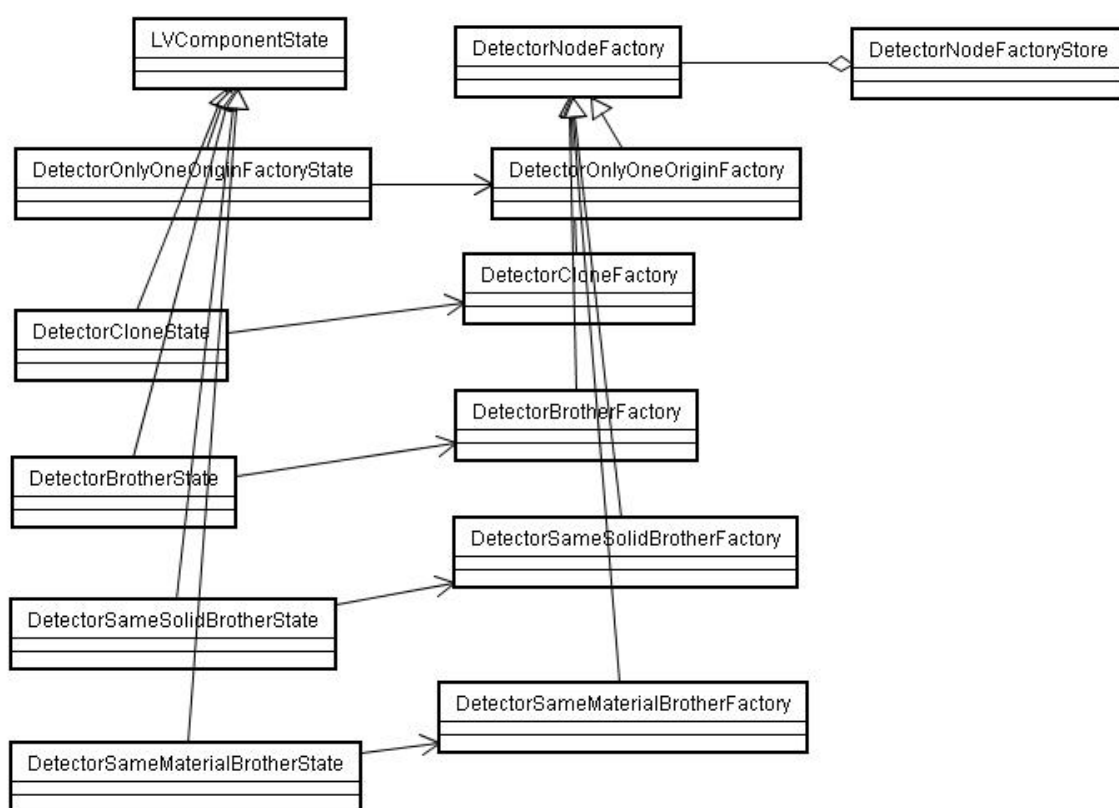 LVComponentState
DetectorNodeFactory
DetectorNodeFactoryStore
DetectorOnlyOneOriginFactoryState
DetectorOnlyOneOriginFactory
DetectorCloneFactory
DetectorCloneState
DetectorBrotherFactory
DetectorBrotherState
DetectorSameSolidBrotherFactory
DetectorSameSolidBrotherState
DetectorSameMaterialBrotherFactory
DetectorSameMaterialBrotherState